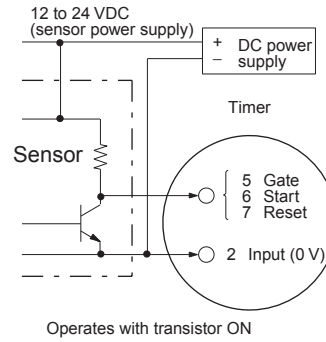 12 to 24 VDC
(sensor power supply)
+ DC power
− supply
Timer
Sensor
5 Gate
6 Start
7 Reset
2 Input (0 V)
Operates with transistor ON